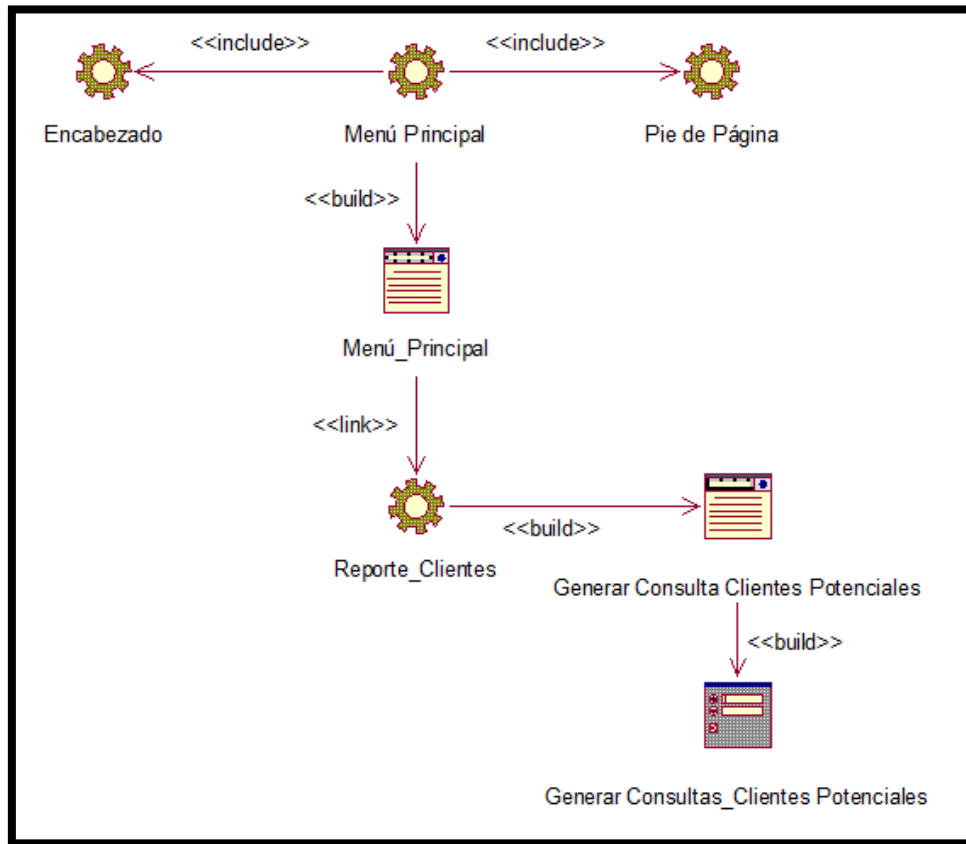 <<include>>
<<include>>
Encabezado
Menú Principal
Pie de Página
<<build>>
Menú_Principal
<<link>>
<<build>>
Reporte_Clientes
Generar Consulta Clientes Potenciales
<<build>>
Generar Consultas_Clientes Potenciales